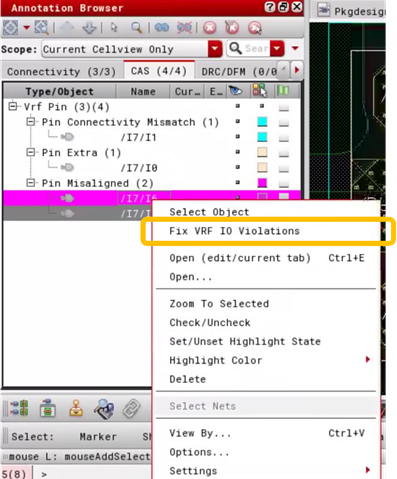 Annotation Browser
Pkgdesign
Scope: Current Cellview Only
Sear
Connectivity (3/3) CAS (4/4) DRC/DFM (0/0
Type/Object Name Cur... E...
Vrf Pin (3)(4)
Pin Connectivity Mismatch (1)
/I7/I1
Pin Extra (1)
/I7/I0
Pin Misaligned (2)
/I7/I
/I7/I
Select Object
Fix VRF IO Violations
Open (edit/current tab) Ctrl+E
Open...
Zoom To Selected
Check/Uncheck
Set/Unset Highlight State
Highlight Color
Delete
Select Nets
View By... Ctrl+V
Options...
Settings
Select: Marker Sh
mouse L: mouseAddSelect
5(8) >